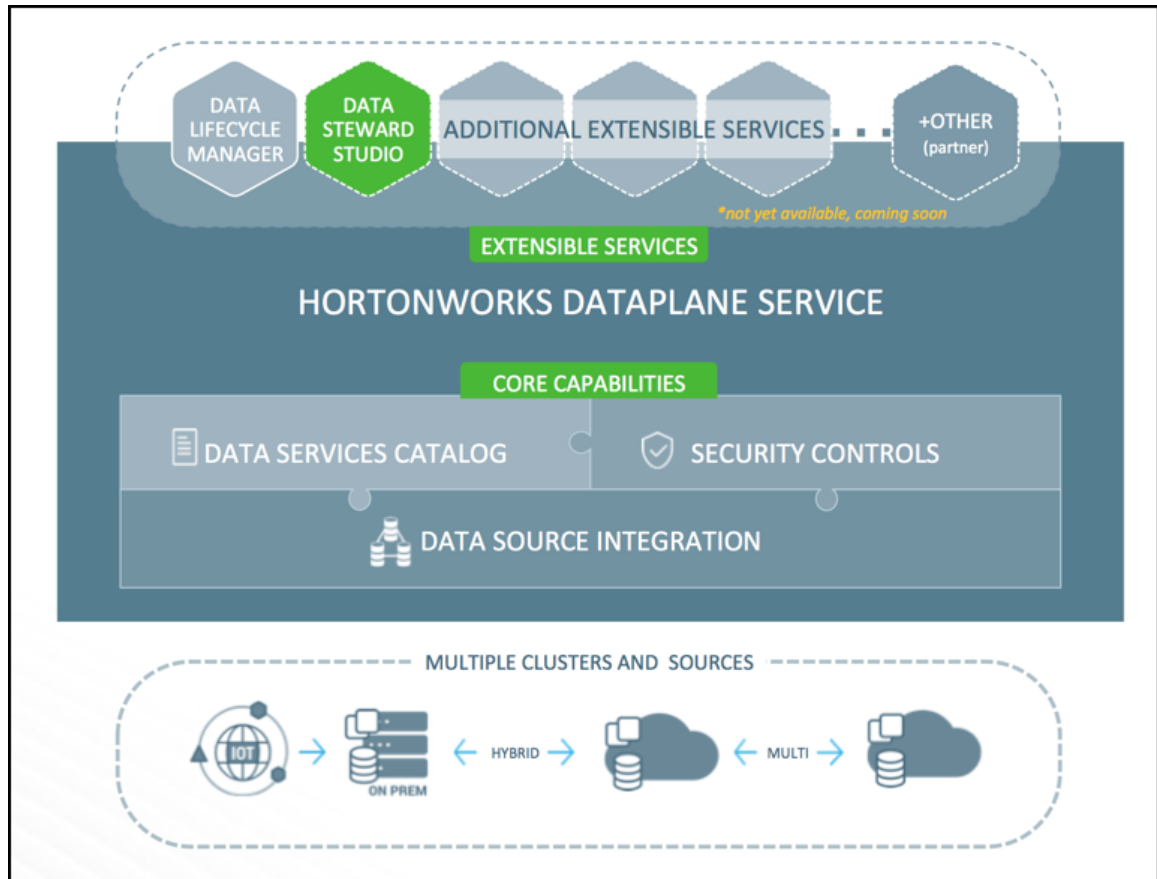 DATA
LIFECYCLE
MANAGER
DATA
STEWARD
STUDIO
ADDITIONAL EXTENSIBLE SERVICES
+OTHER
(partner)
*not yet available, coming soon
EXTENSIBLE SERVICES
HORTONWORKS DATAPLANE SERVICE
CORE CAPABILITIES
DATA SERVICES CATALOG
SECURITY CONTROLS
DATA SOURCE INTEGRATION
MULTIPLE CLUSTERS AND SOURCES
IOT
ON PREM
HYBRID
MULTI